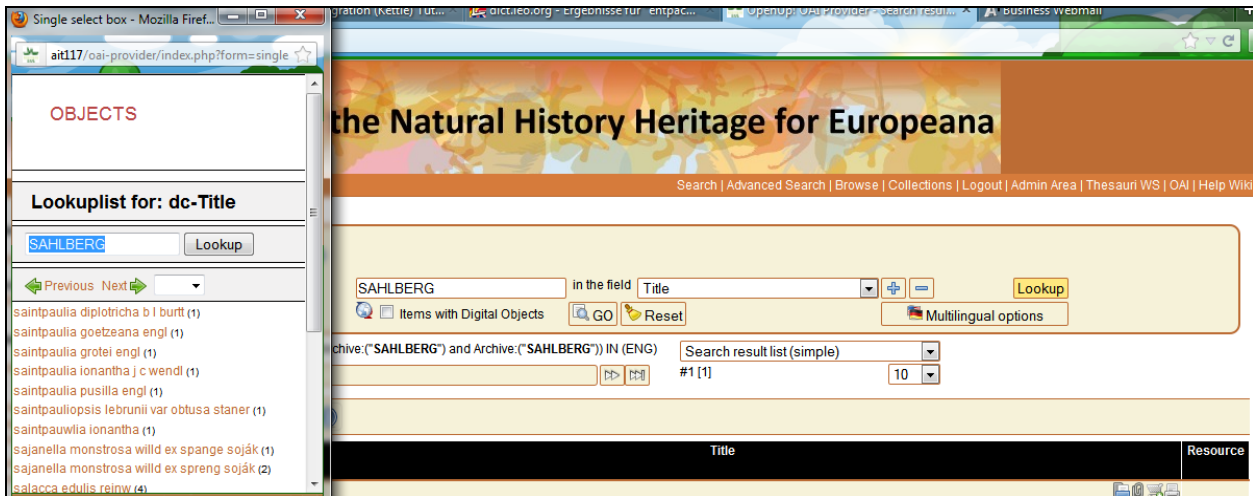 Single select box - Mozilla Firef...
ait117/oai-provider/index.php?form=single
OBJECTS
Lookuplist for: dc-Title
SAHLBERG Lookup
Previous Next
saintpaulia diplotricha b l burtt (1)
saintpaulia goetzeana engl (1)
saintpaulia grotei engl (1)
saintpaulia ionantha j c wendl (1)
saintpaulia pusilla engl (1)
saintpauliopsis lebrunii var obtusa staner (1)
saintpauwlia ionantha (1)
sajanella monstrosa willd ex spange soják (1)
sajanella monstrosa willd ex spreng soják (2)
salacca edulis reinw (4)
gration (Kettle) Tut... dict.leo.org - Ergebnisse für "entpac... OpenUp! OAI Provider - Search resul... Business Webmail
the Natural History Heritage for Europeana
Search | Advanced Search | Browse | Collections | Logout | Admin Area | Thesauri WS | OAI | Help Wiki
SAHLBERG in the field Title Lookup
Items with Digital Objects GO Reset Multilingual options
chive:("SAHLBERG") and Archive:("SAHLBERG")) IN (ENG) Search result list (simple)
#1 [1] 10
Title Resource